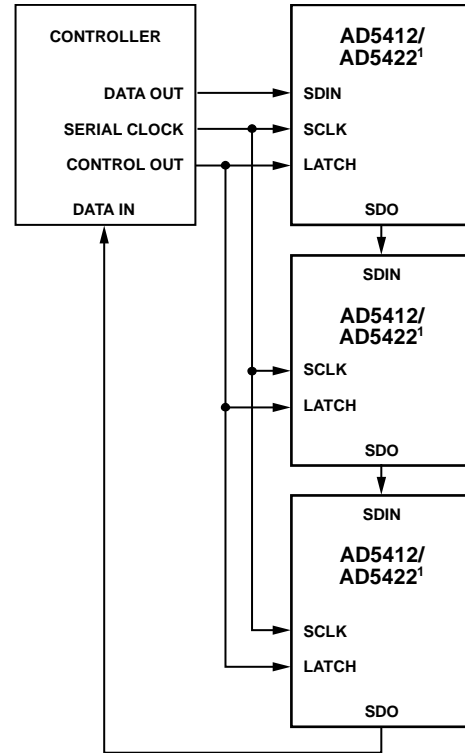 CONTROLLER
DATA OUT
SERIAL CLOCK
CONTROL OUT
DATA IN
AD5412/
AD5422¹
SDIN
SCLK
LATCH
SDO
SDIN
AD5412/
AD5422¹
SCLK
LATCH
SDO
SDIN
AD5412/
AD5422¹
SCLK
LATCH
SDO